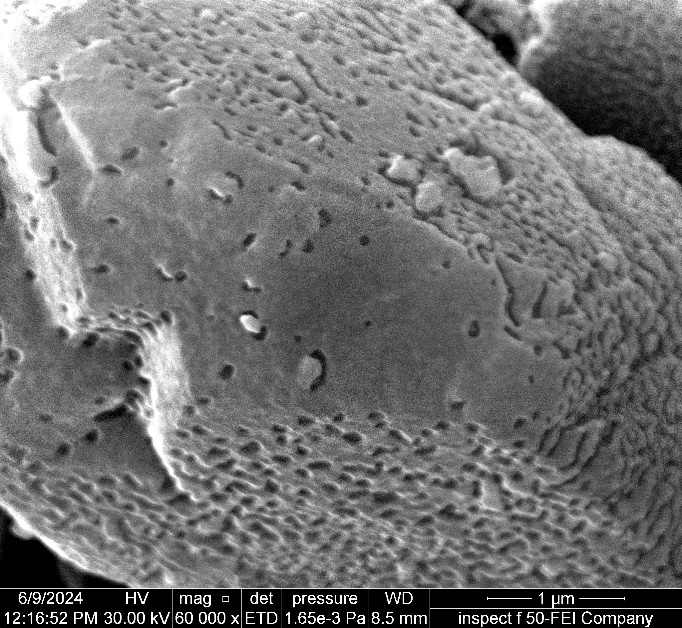 6/9/2024 HV mag □ det pressure WD 1 µm
12:16:52 PM 30.00 kV 60 000 x ETD 1.65e-3 Pa 8.5 mm inspect f 50-FEI Company